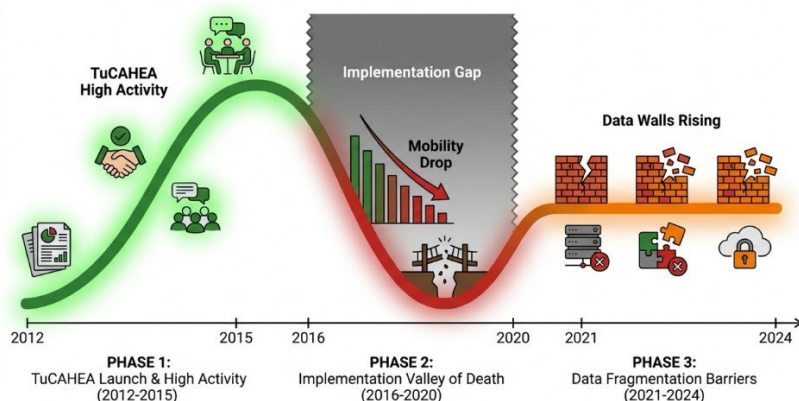 TuCAHEA
High Activity
Implementation Gap
Mobility
Drop
Data Walls Rising
2012
2015
2016
2020
2021
2024
PHASE 1:
TuCAHEA Launch & High Activity
(2012-2015)
PHASE 2:
Implementation Valley of Death
(2016-2020)
PHASE 3:
Data Fragmentation Barriers
(2021-2024)